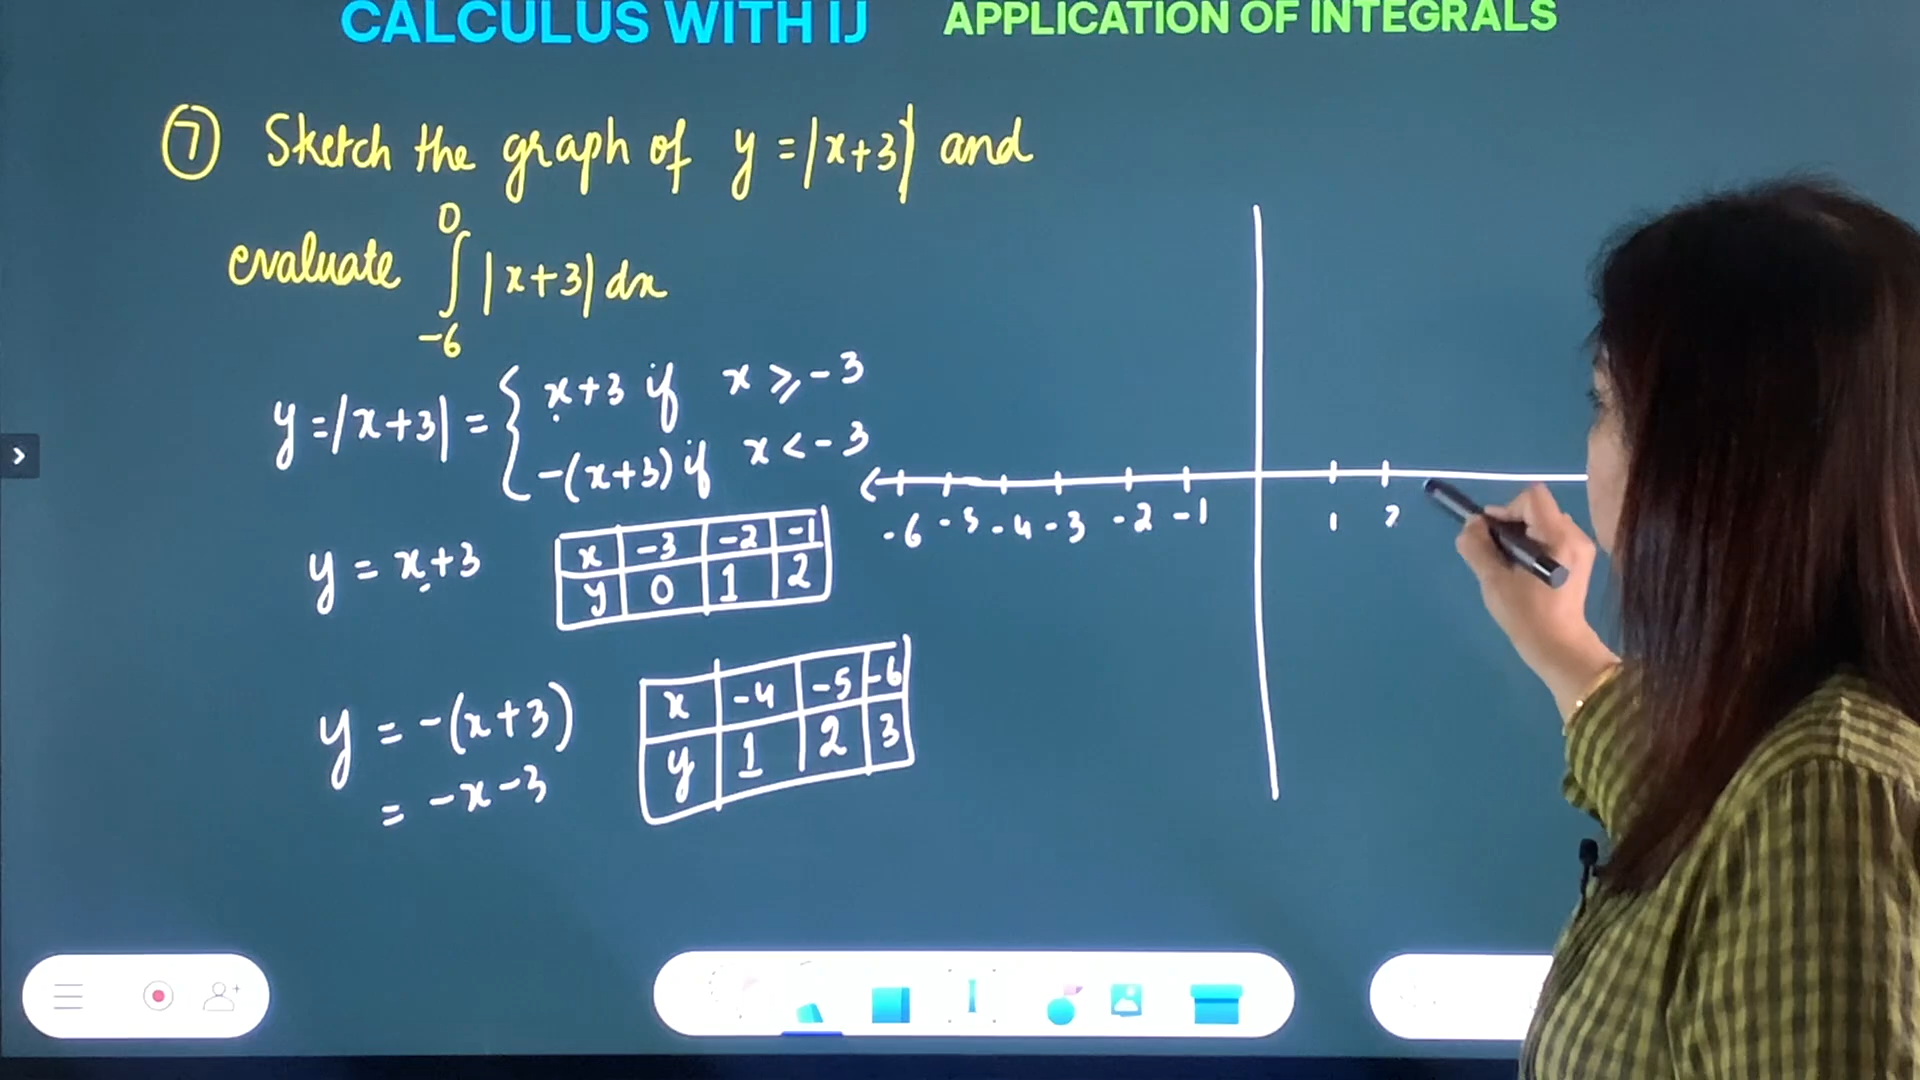 CALCULUS WITH IJ APPLICATION OF INTEGRALS
⑦ Sketch the graph of y = |x+3| and
evaluate ∫₋₆⁰ |x+3| dx
y = |x+3| = { x+3 if x ≥ -3
-(x+3) if x < -3
y = x+3
x -3 -2 -1
y 0 1 2
y = -(x+3)
= -x-3
x -4 -5 -6
y 1 2 3
-6 -5 -4 -3 -2 -1 1 2